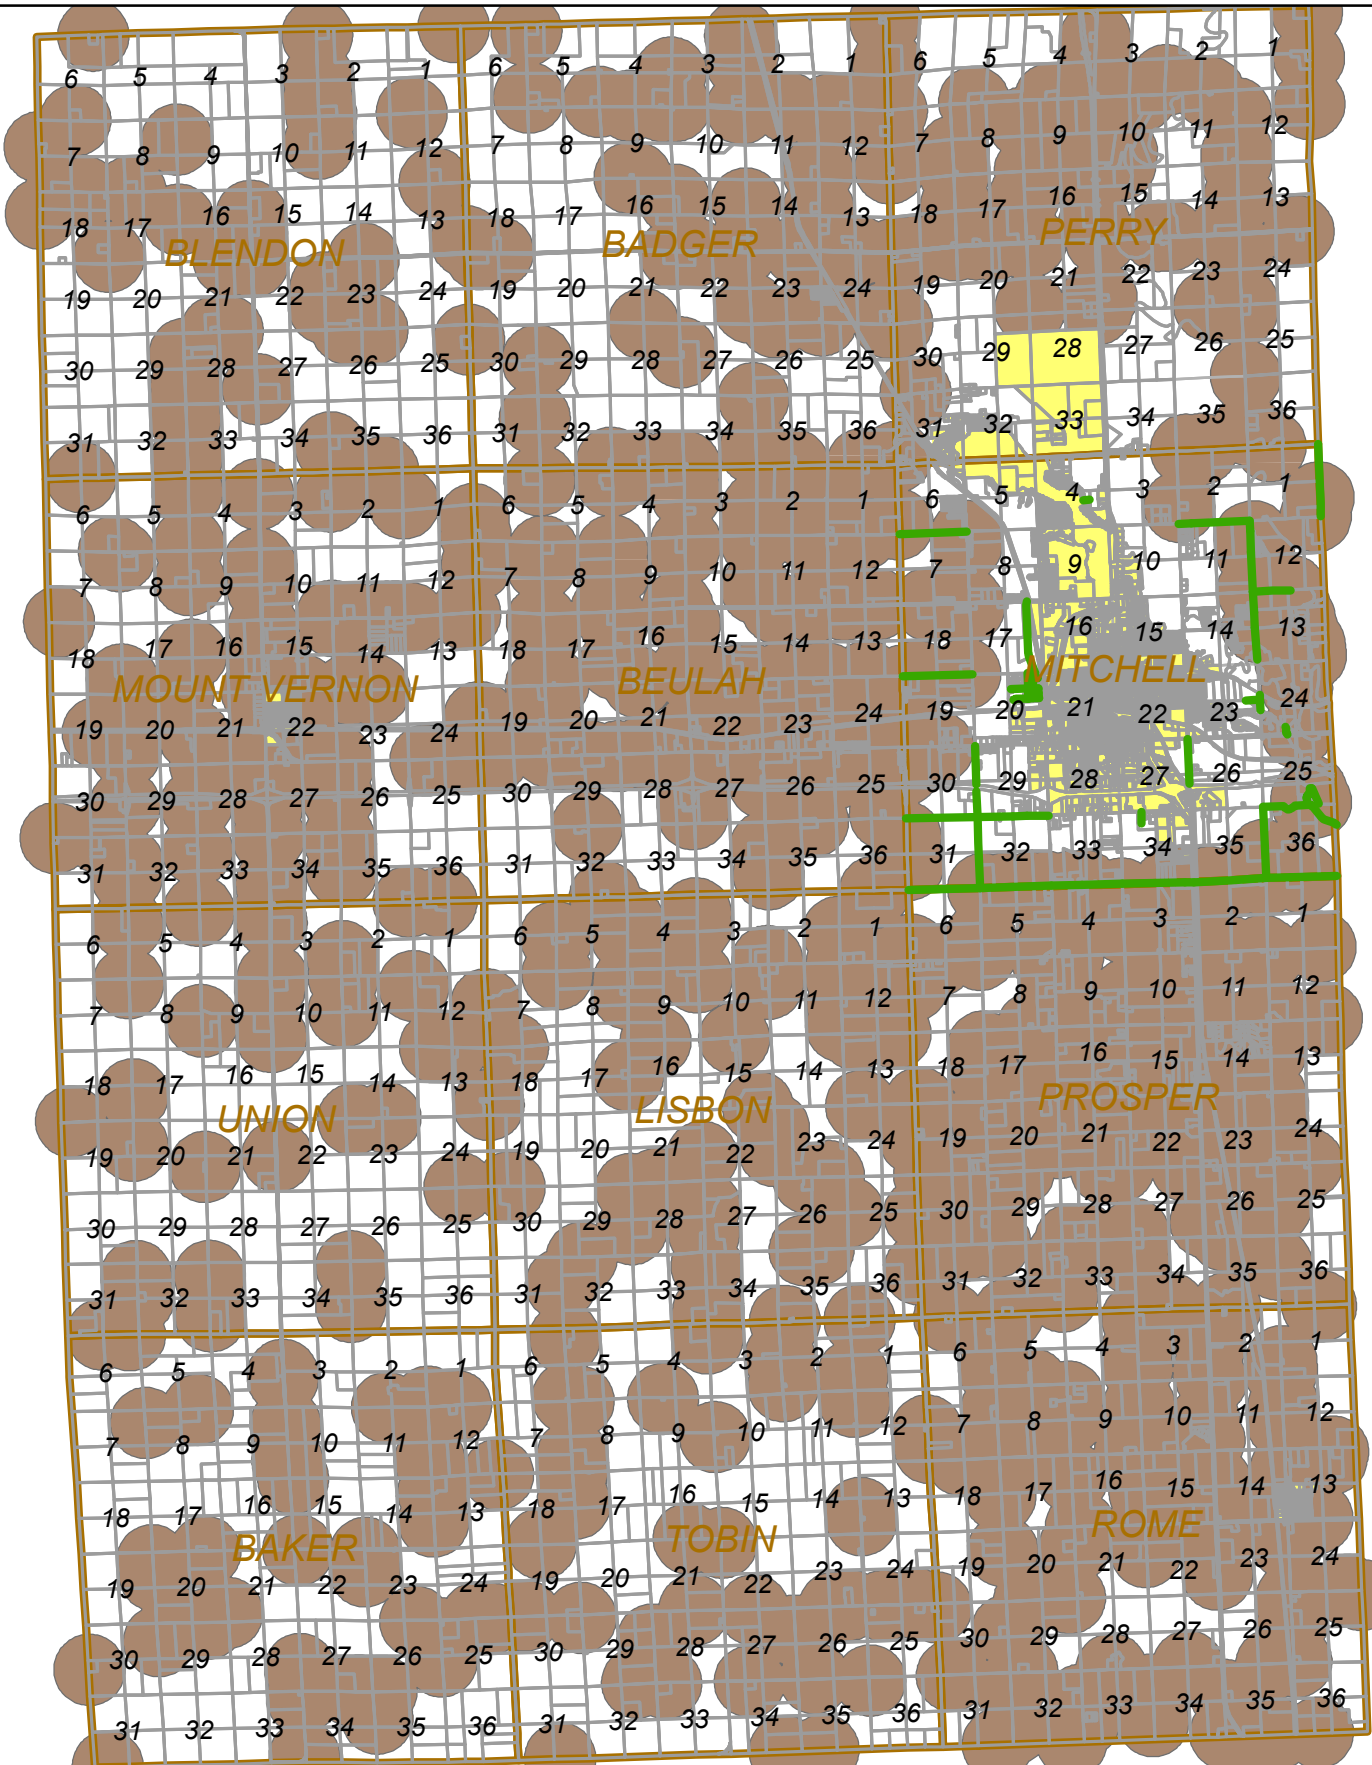 6 5 4 3 2 1 6 5 4 3 2 1 6 5 4 3 2 1
7 8 9 10 11 12 7 8 9 10 11 12 7 8 9 10 11 12
18 17 16 15 14 13 18 17 16 15 14 13 18 17 16 15 14 13
BLENDON BADGER PERRY
19 20 21 22 23 24 19 20 21 22 23 24 19 20 21 22 23 24
30 29 28 27 26 25 30 29 28 27 26 25 30 29 28 27 26 25
31 32 33 34 35 36 31 32 33 34 35 36 31 32 33 34 35 36
6 5 4 3 2 1 6 5 4 3 2 1 6 5 4 3 2 1
7 8 9 10 11 12 7 8 9 10 11 12 7 8 9 10 11 12
18 17 16 15 14 13 18 17 16 15 14 13 18 17 16 15 14 13
MOUNT VERNON BEULAH MITCHELL
19 20 21 22 23 24 19 20 21 22 23 24 19 20 21 22 23 24
30 29 28 27 26 25 30 29 28 27 26 25 30 29 28 27 26 25
31 32 33 34 35 36 31 32 33 34 35 36 31 32 33 34 35 36
6 5 4 3 2 1 6 5 4 3 2 1 6 5 4 3 2 1
7 8 9 10 11 12 7 8 9 10 11 12 7 8 9 10 11 12
18 17 16 15 14 13 18 17 16 15 14 13 18 17 16 15 14 13
UNION LISBON PROSPER
19 20 21 22 23 24 19 20 21 22 23 24 19 20 21 22 23 24
30 29 28 27 26 25 30 29 28 27 26 25 30 29 28 27 26 25
31 32 33 34 35 36 31 32 33 34 35 36 31 32 33 34 35 36
6 5 4 3 2 1 6 5 4 3 2 1 6 5 4 3 2 1
7 8 9 10 11 12 7 8 9 10 11 12 7 8 9 10 11 12
18 17 16 15 14 13 18 17 16 15 14 13 18 17 16 15 14 13
BAKER TOBIN ROME
19 20 21 22 23 24 19 20 21 22 23 24 19 20 21 22 23 24
30 29 28 27 26 25 30 29 28 27 26 25 30 29 28 27 26 25
31 32 33 34 35 36 31 32 33 34 35 36 31 32 33 34 35 36